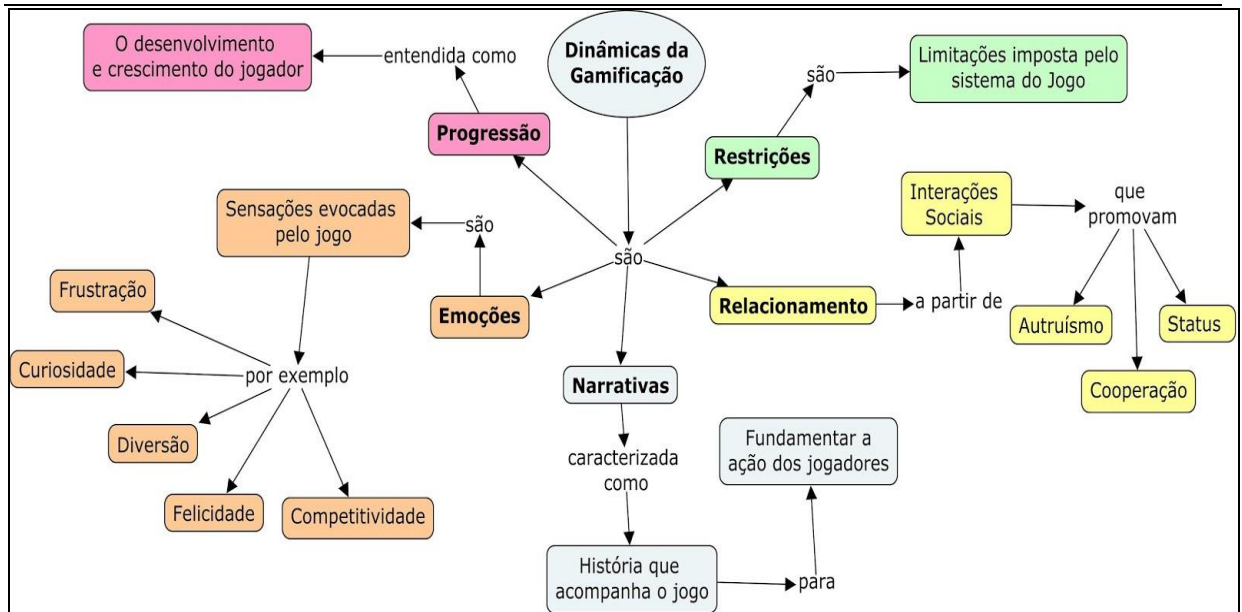 Dinâmicas da
Gamificação
são
Progressão
entendida como
O desenvolvimento
e crescimento do jogador
Restrições
são
Limitações imposta pelo
sistema do Jogo
Relacionamento
a partir de
Interações
Sociais
que
promovam
Autruísmo
Cooperação
Status
Emoções
são
Sensações evocadas
pelo jogo
por exemplo
Frustração
Curiosidade
Diversão
Felicidade
Competitividade
Narrativas
caracterizada
como
História que
acompanha o jogo
para
Fundamentar a
ação dos jogadores